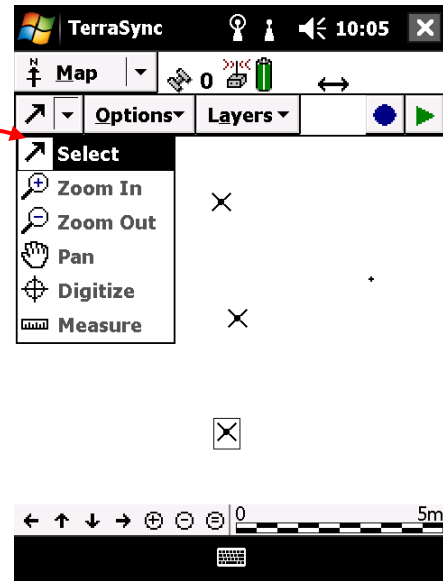 TerraSync 10:05
Map 0
Options Layers
Select
Zoom In
Zoom Out
Pan
Digitize
Measure
0 5m